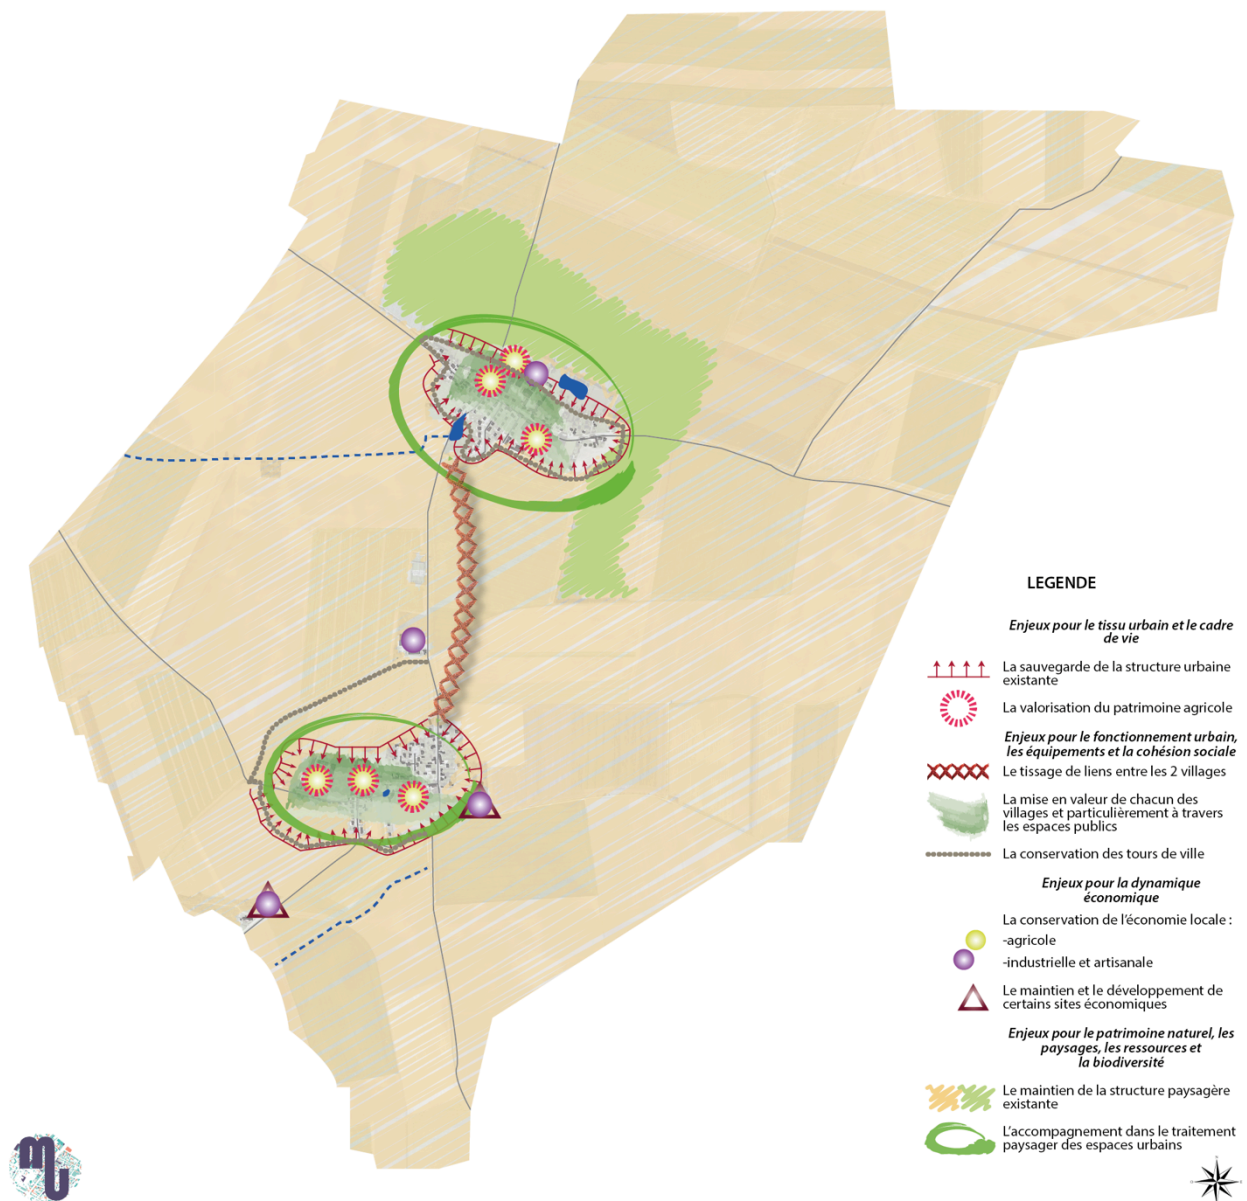 LEGENDE
Enjeux pour le tissu urbain et le cadre
de vie
La sauvegarde de la structure urbaine
existante
La valorisation du patrimoine agricole
Enjeux pour le fonctionnement urbain,
les équipements et la cohésion sociale
Le tissage de liens entre les 2 villages
La mise en valeur de chacun des
villages et particulièrement à travers
les espaces publics
La conservation des tours de ville
Enjeux pour la dynamique
économique
La conservation de l'économie locale :
-agricole
-industrielle et artisanale
Le maintien et le développement de
certains sites économiques
Enjeux pour le patrimoine naturel, les
paysages, les ressources et
la biodiversité
Le maintien de la structure paysagère
existante
L'accompagnement dans le traitement
paysager des espaces urbains
mu